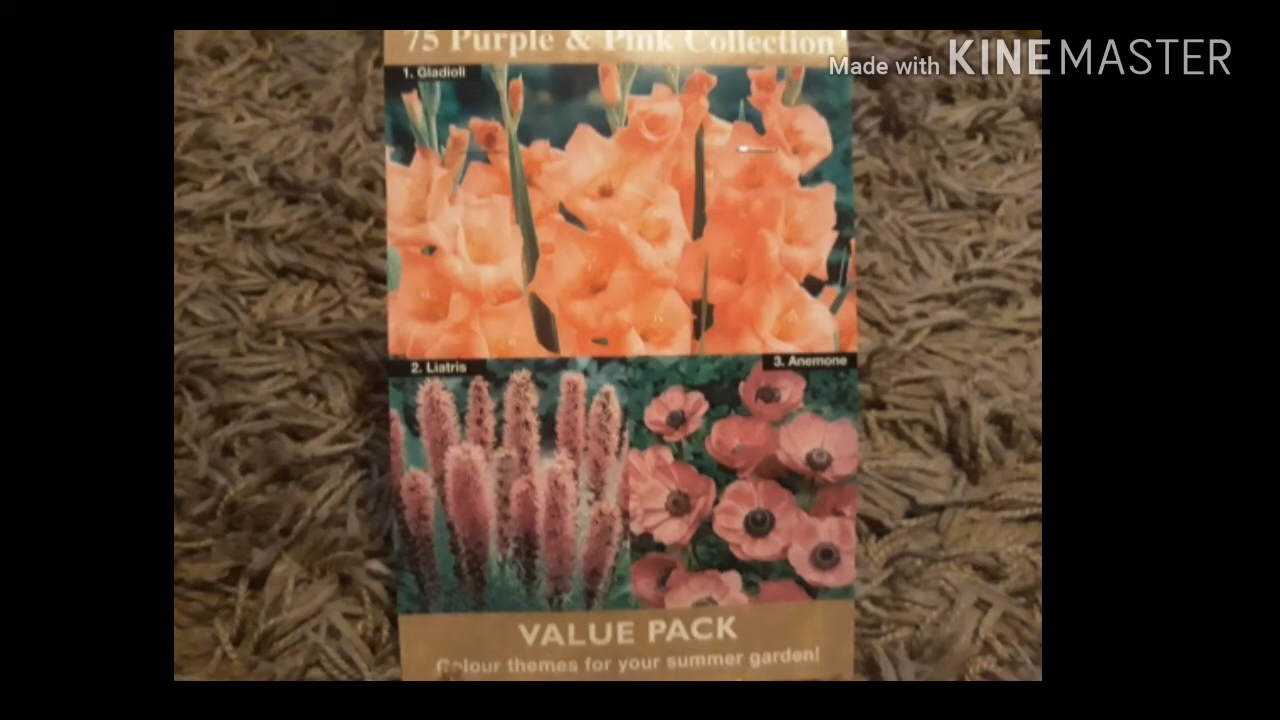 75 Purple & Pink Collection
Made with KINEMASTER
1. Gladioli
2. Liatris
3. Anemone
VALUE PACK
Colour themes for your summer garden!